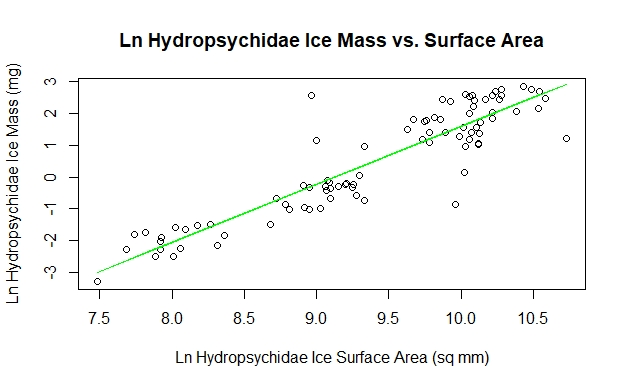 Ln Hydropsychidae Ice Mass vs. Surface Area
Ln Hydropsychidae Ice Mass (mg)
3
2
1
0
-1
-2
-3
7.5 8.0 8.5 9.0 9.5 10.0 10.5
Ln Hydropsychidae Ice Surface Area (sq mm)